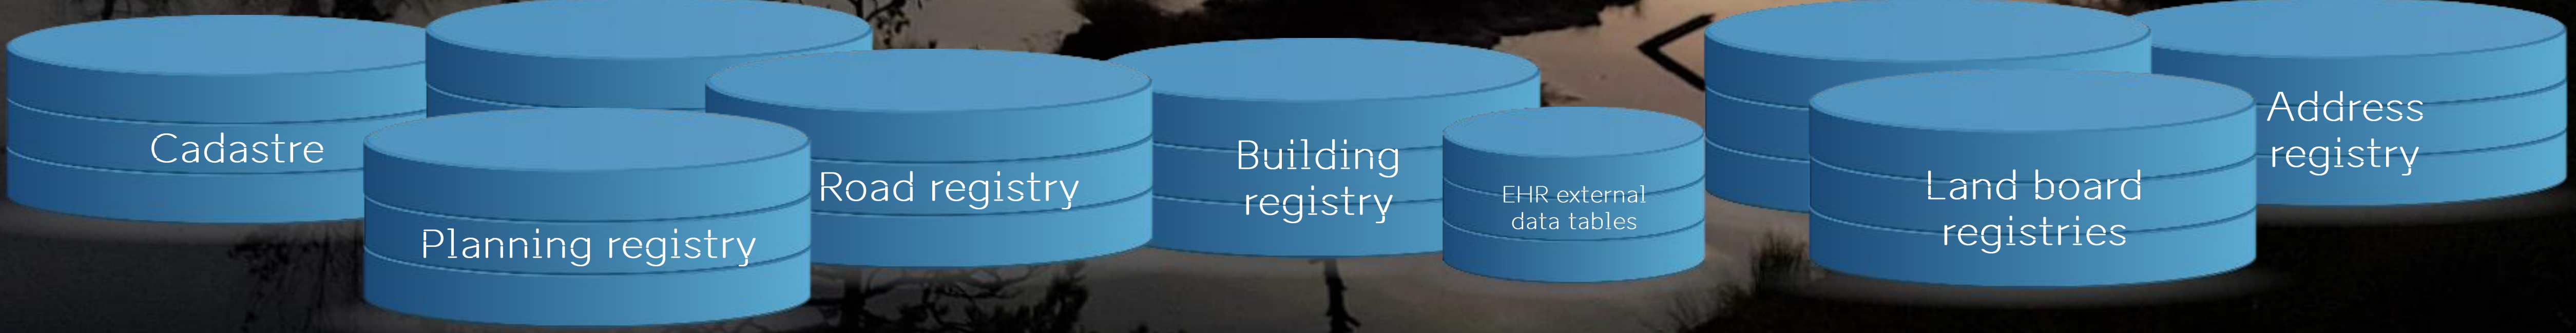 Cadastre
Planning registry
Road registry
Building
registry
EHR external
data tables
Land board
registries
Address
registry